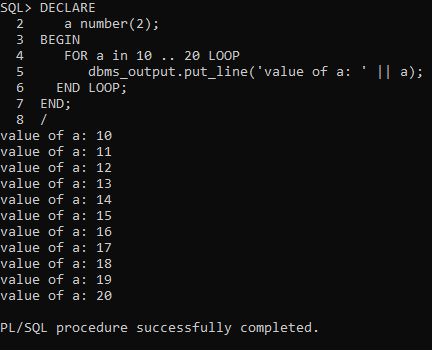 SQL> DECLARE
  2     a number(2);
  3  BEGIN
  4     FOR a in 10 .. 20 LOOP
  5        dbms_output.put_line('value of a: ' || a);
  6    END LOOP;
  7  END;
  8  /
value of a: 10
value of a: 11
value of a: 12
value of a: 13
value of a: 14
value of a: 15
value of a: 16
value of a: 17
value of a: 18
value of a: 19
value of a: 20

PL/SQL procedure successfully completed.